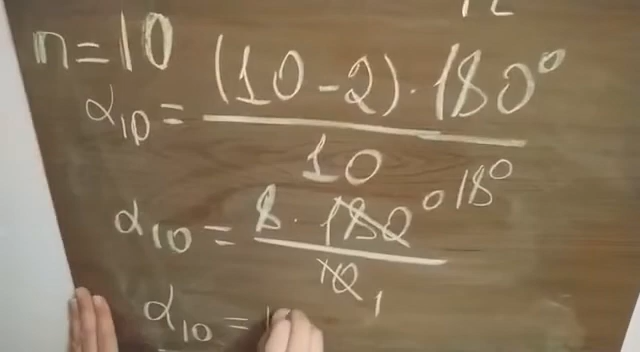 n = 10
α₁₀ = (10 - 2) · 180° / 10
α₁₀ = 8 · 180° 18° / 10 1
α₁₀ =